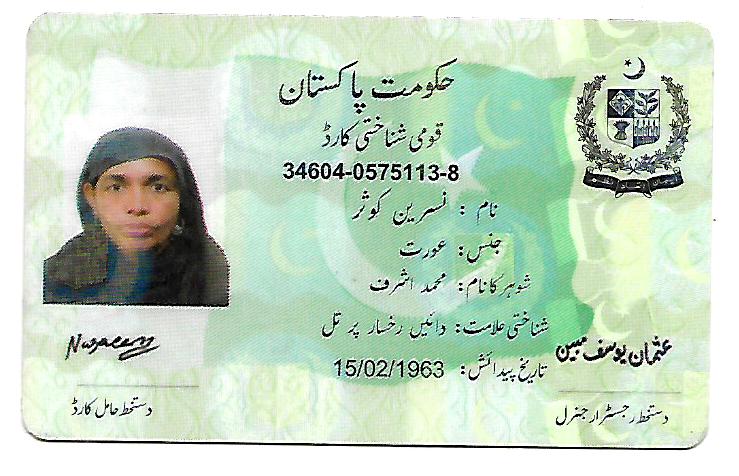 حکومت پاکستان
قومی شناختی کارڈ
34604-0575113-8
نام : نسرین کوثر
جنس : عورت
شوہر کا نام : محمد اشرف
شناختی علامت: دائیں رخسار پر تل
تاریخ پیدائش: 15/02/1963
عثمان یوسف مبین
دستخط رجسٹرار جنرل
Nasreen
دستخط حامل کارڈ